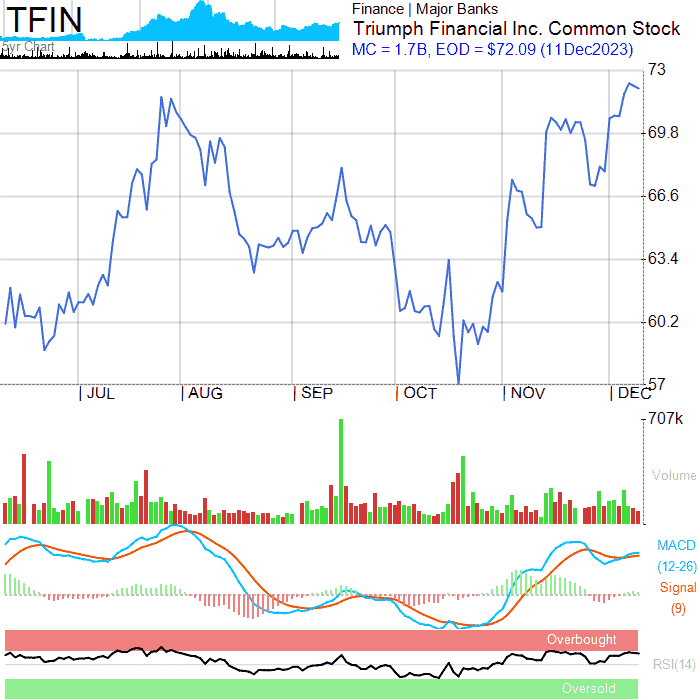 TFIN
5yr Chart
Finance | Major Banks
Triumph Financial Inc. Common Stock
MC = 1.7B, EOD = $72.09 (11Dec2023)
73
69.8
66.6
63.4
60.2
57
JUL AUG SEP OCT NOV DEC
707k
Volume
MACD
(12-26)
Signal
(9)
Overbought
RSI(14)
Oversold